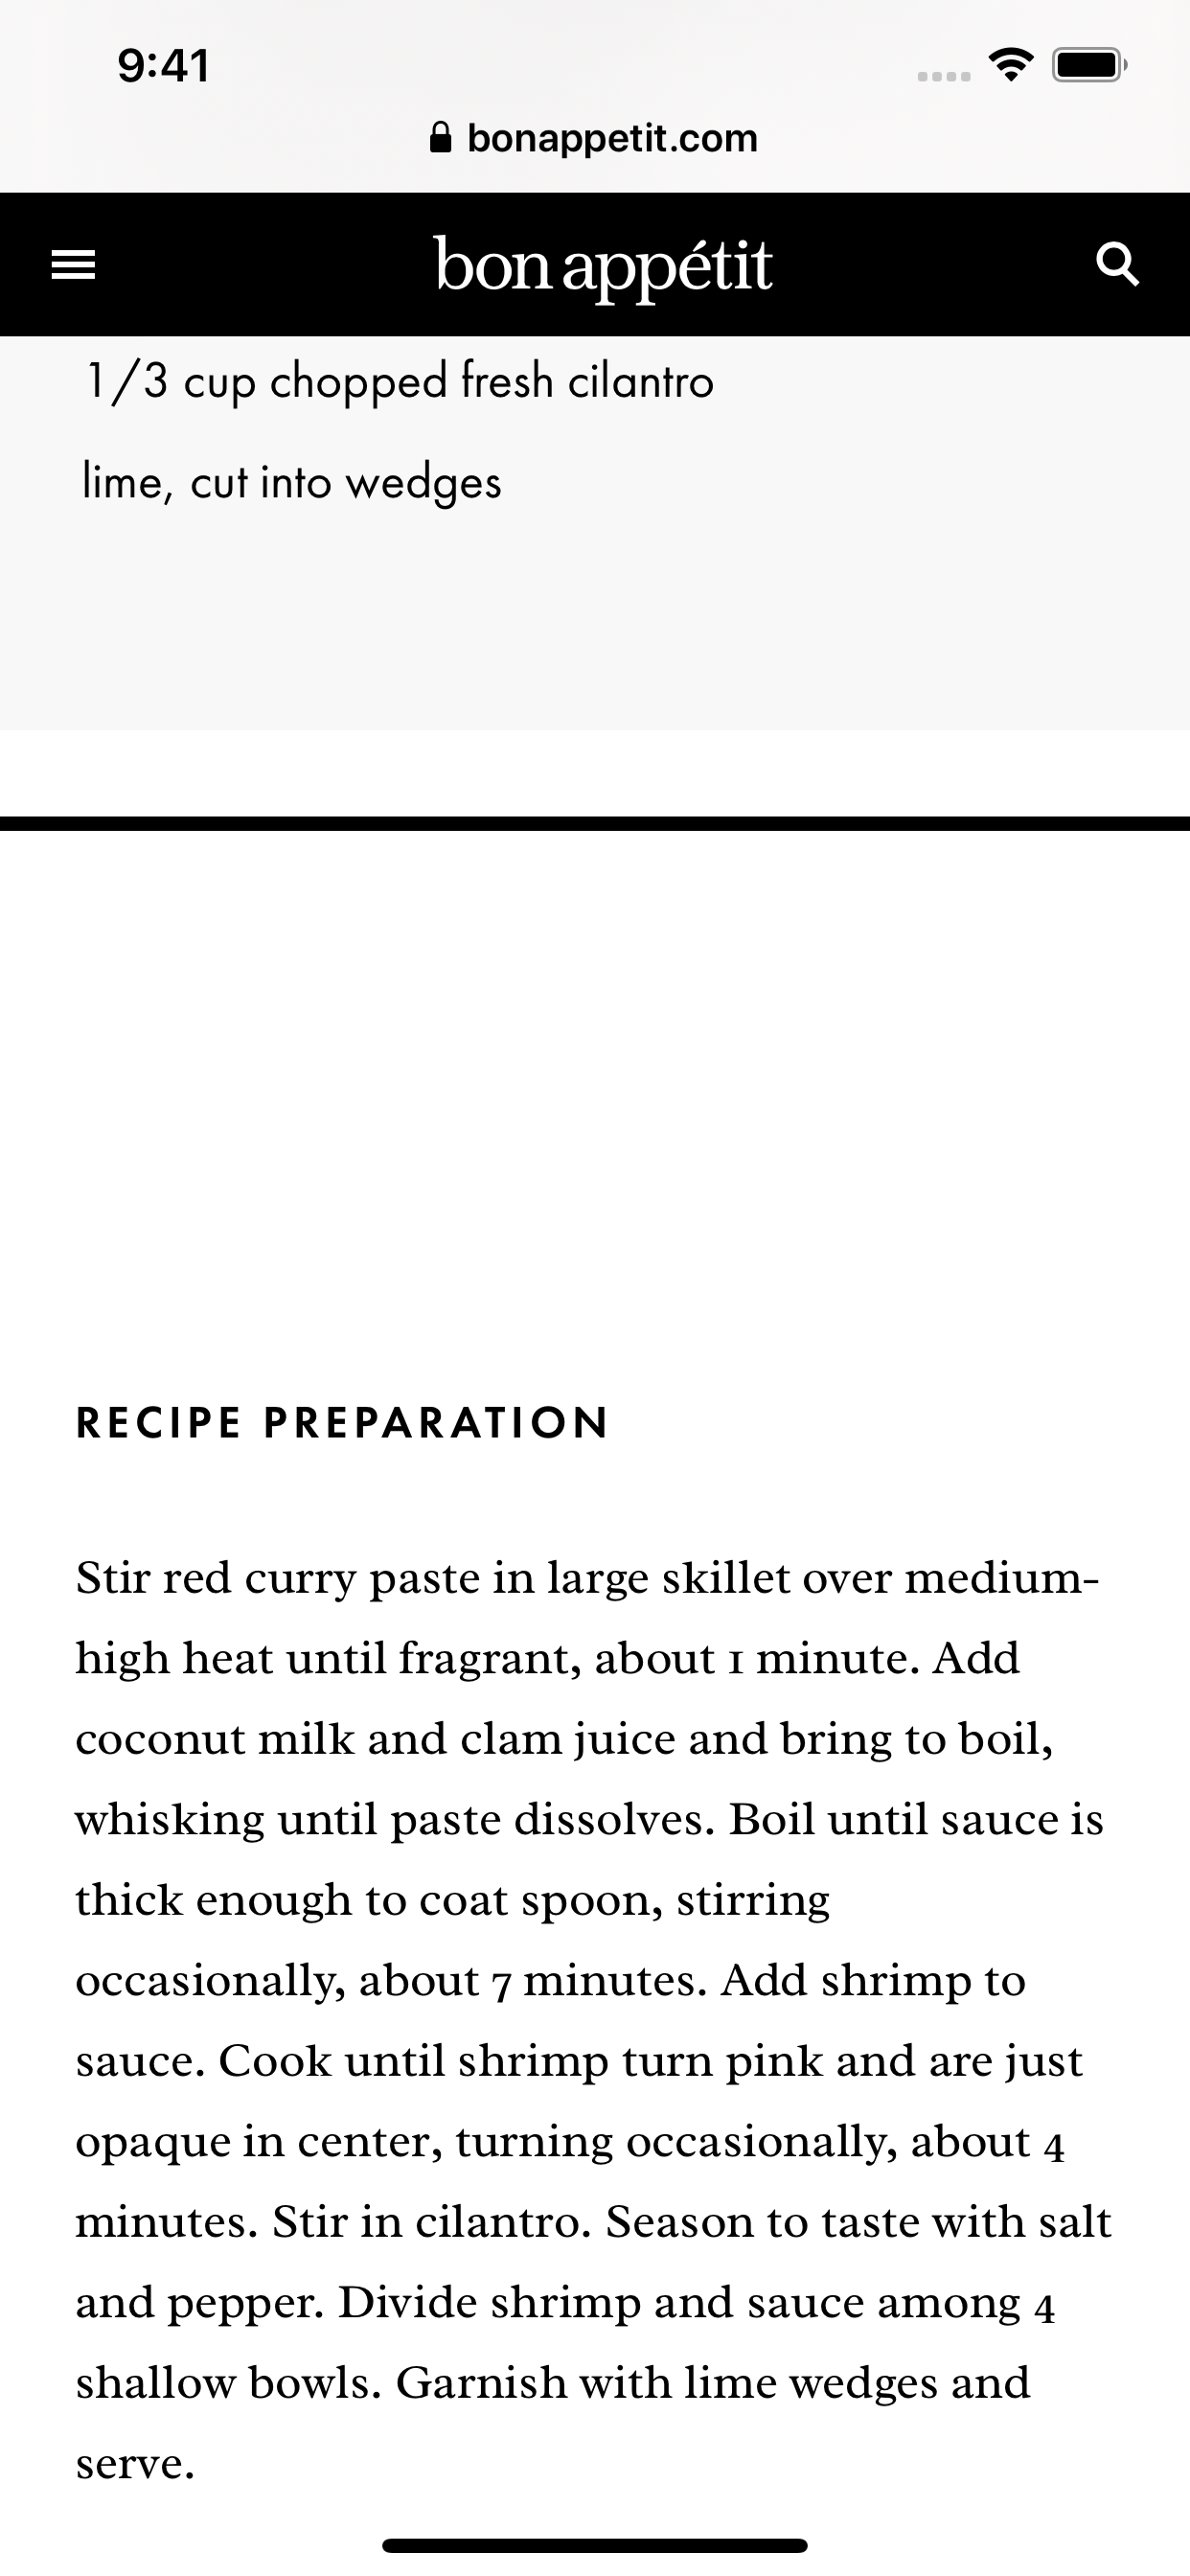 9:41
bonappetit.com
bon appétit
1/3 cup chopped fresh cilantro
lime, cut into wedges
RECIPE PREPARATION
Stir red curry paste in large skillet over medium-
high heat until fragrant, about 1 minute. Add
coconut milk and clam juice and bring to boil,
whisking until paste dissolves. Boil until sauce is
thick enough to coat spoon, stirring
occasionally, about 7 minutes. Add shrimp to
sauce. Cook until shrimp turn pink and are just
opaque in center, turning occasionally, about 4
minutes. Stir in cilantro. Season to taste with salt
and pepper. Divide shrimp and sauce among 4
shallow bowls. Garnish with lime wedges and
serve.